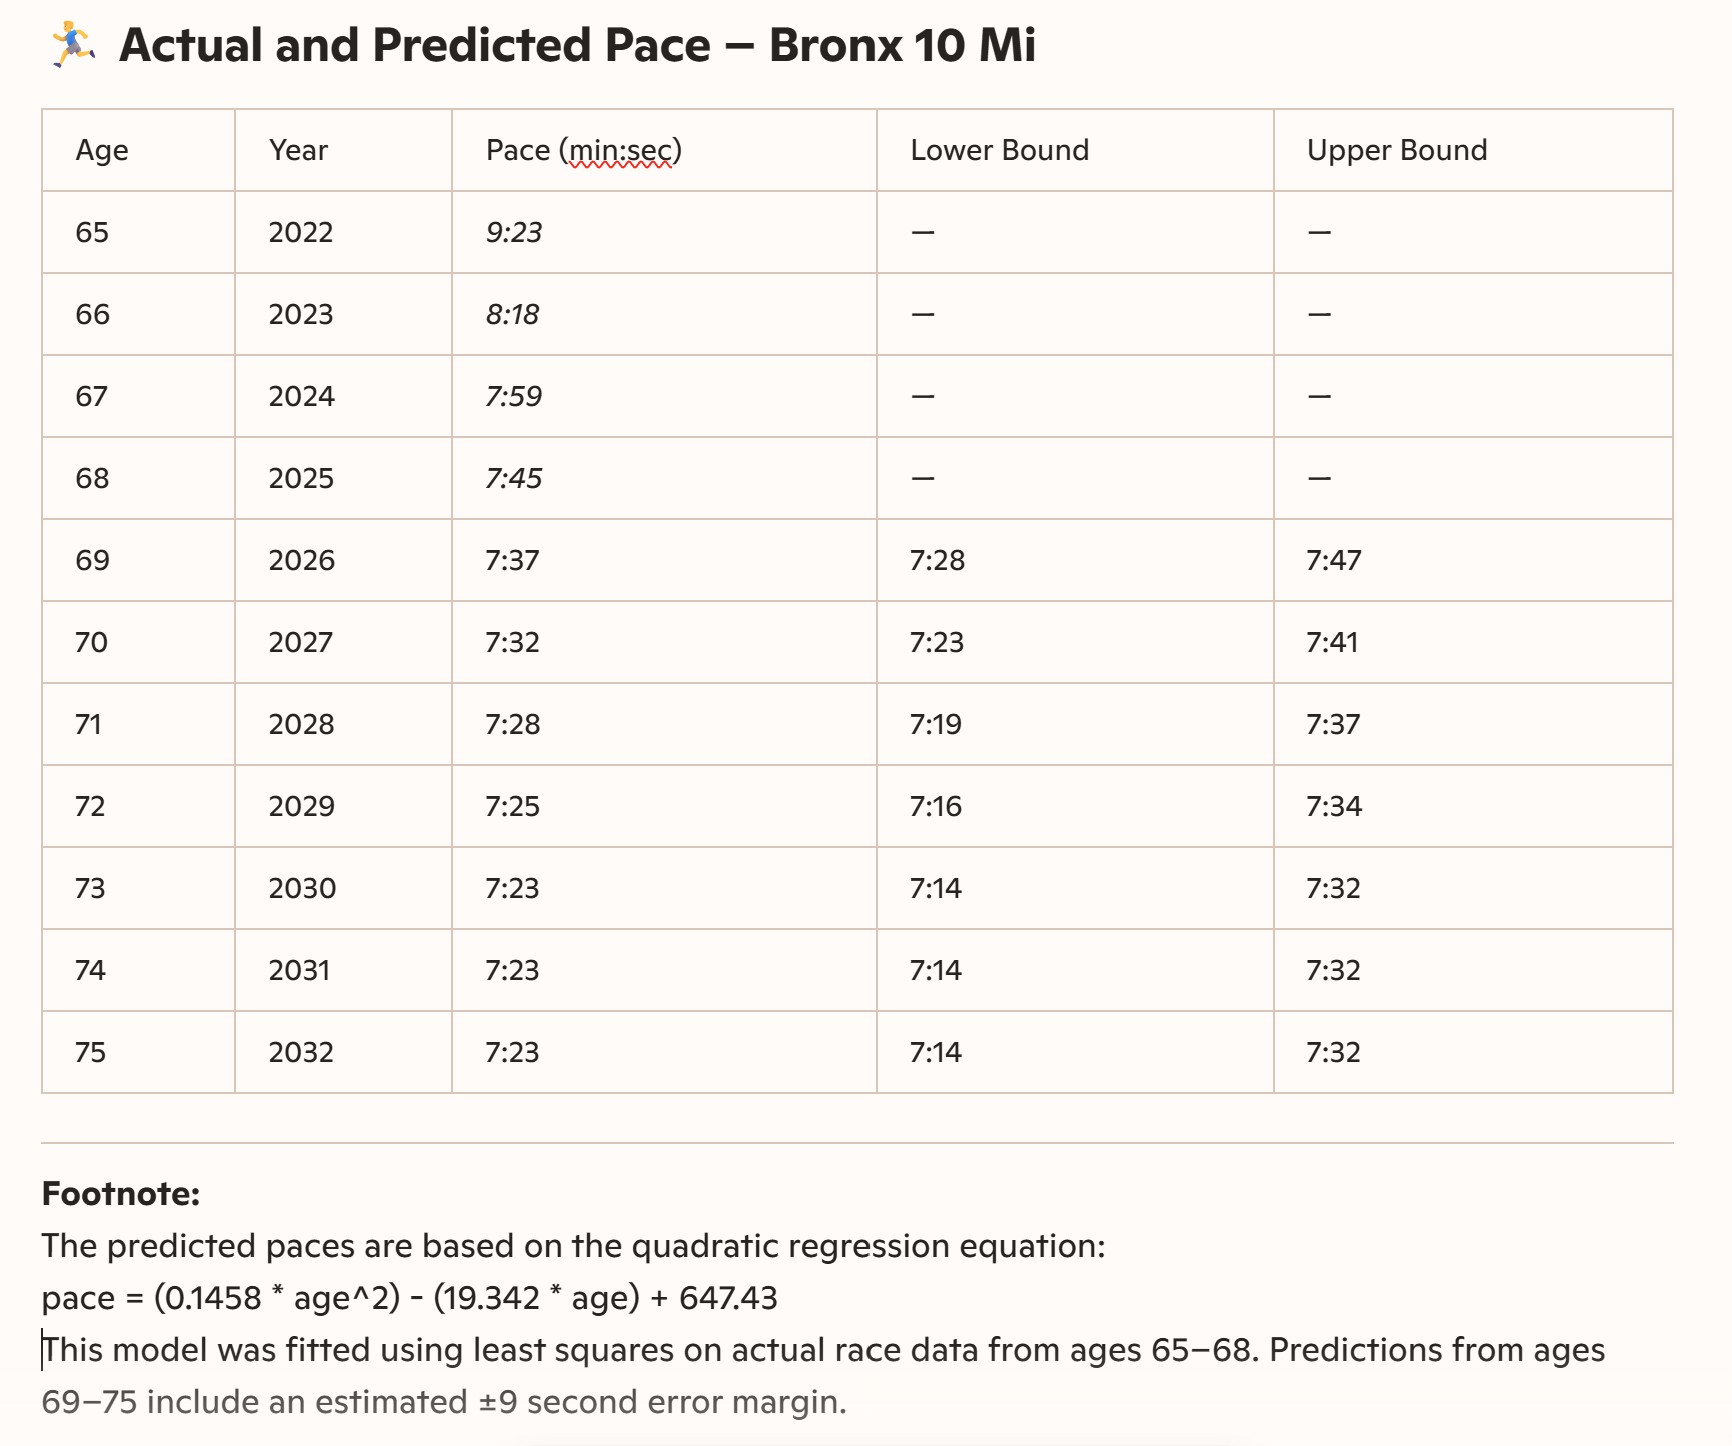 🏃 Actual and Predicted Pace – Bronx 10 Mi
Age Year Pace (min:sec) Lower Bound Upper Bound
65 2022 9:23 — —
66 2023 8:18 — —
67 2024 7:59 — —
68 2025 7:45 — —
69 2026 7:37 7:28 7:47
70 2027 7:32 7:23 7:41
71 2028 7:28 7:19 7:37
72 2029 7:25 7:16 7:34
73 2030 7:23 7:14 7:32
74 2031 7:23 7:14 7:32
75 2032 7:23 7:14 7:32
Footnote:
The predicted paces are based on the quadratic regression equation:
pace = (0.1458 * age^2) - (19.342 * age) + 647.43
This model was fitted using least squares on actual race data from ages 65–68. Predictions from ages
69–75 include an estimated ±9 second error margin.